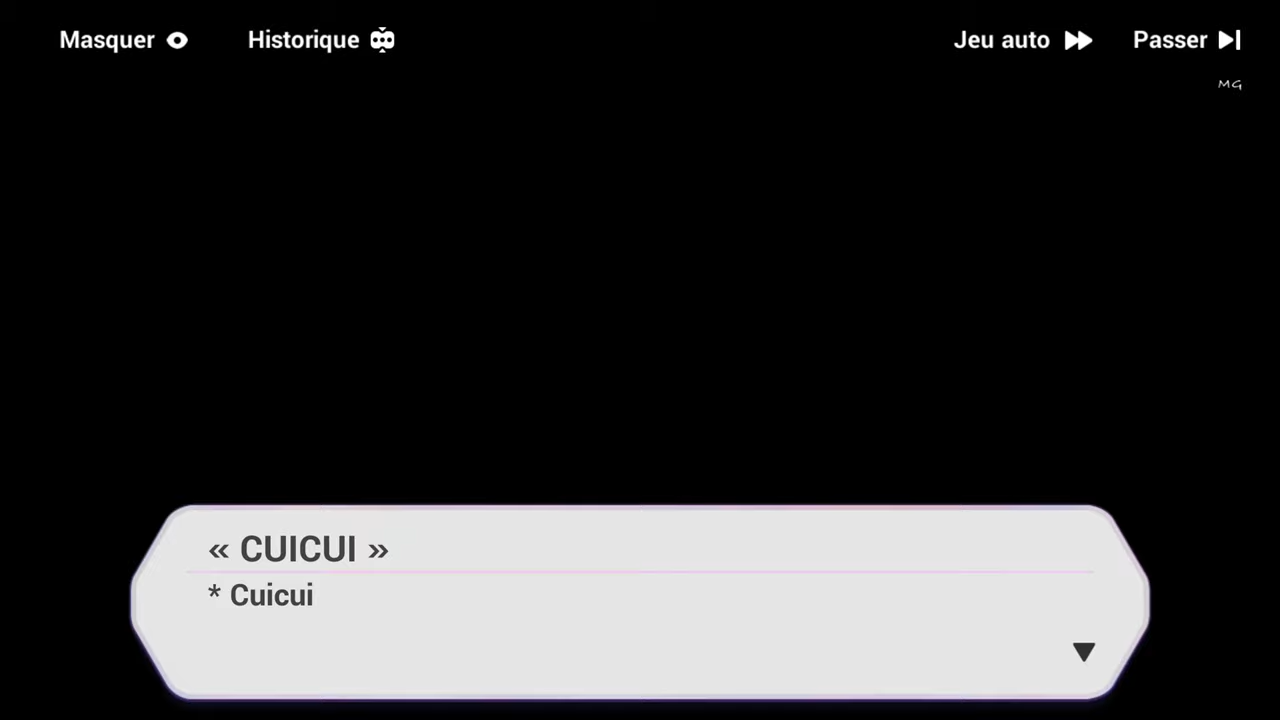 Masquer
Historique
Jeu auto
Passer
MG
« CUICUI »
* Cuicui